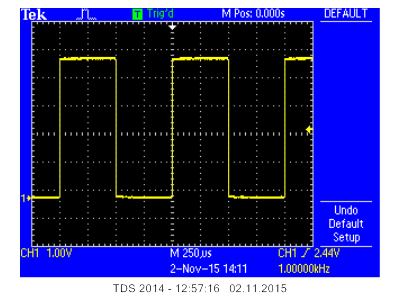 Tek T Trig'd M Pos: 0.000s DEFAULT
1
Undo
Default
Setup
CH1 1.00V M 250µs CH1 2.44V
2-Nov-15 14:11 1.00000kHz
TDS 2014 - 12:57:16 02.11.2015